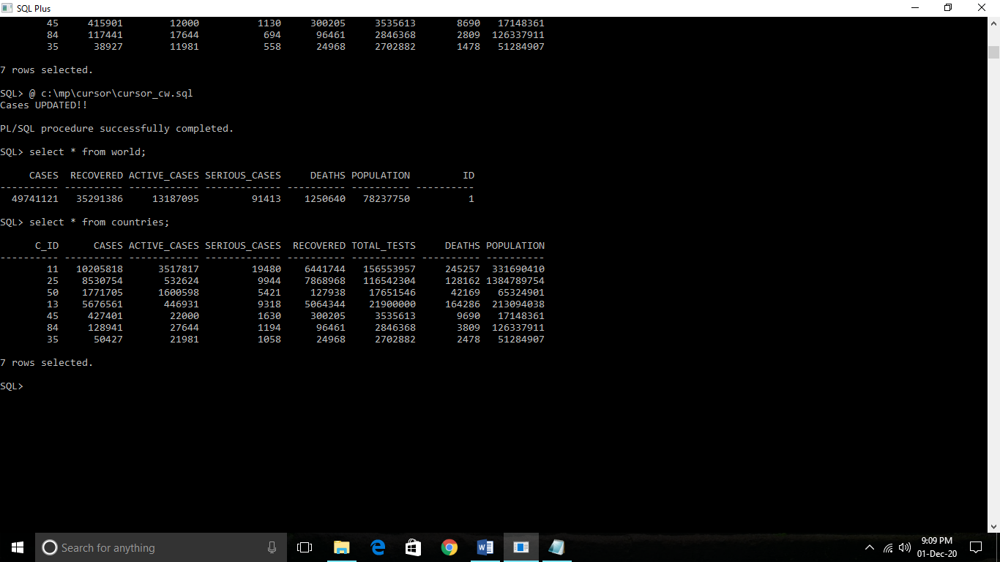 SQL Plus
45 415901 12000 1130 300205 3535613 8690 17148361
84 117441 17644 694 96461 2846368 2809 126337911
35 38927 11981 558 24968 2702882 1478 51284907
7 rows selected.
SQL> @ c:\mp\cursor\cursor_cw.sql
Cases UPDATED!!
PL/SQL procedure successfully completed.
SQL> select * from world;
CASES RECOVERED ACTIVE_CASES SERIOUS_CASES DEATHS POPULATION ID
---------- ---------- ------------ ------------- ---------- ---------- ----------
49741121 35291386 13187095 91413 1250640 78237750 1
SQL> select * from countries;
C_ID CASES ACTIVE_CASES SERIOUS_CASES RECOVERED TOTAL_TESTS DEATHS POPULATION
---------- ---------- ------------ ------------- ---------- ----------- ---------- ----------
11 10205818 3517817 19480 6441744 156553957 245257 331690410
25 8530754 532624 9944 7868968 116542304 128162 1384789754
50 1771705 1600598 5421 127938 17651546 42169 65324901
13 5676561 446931 9318 5064344 21900000 164286 213094038
45 427401 22000 1630 300205 3535613 9690 17148361
84 128941 27644 1194 96461 2846368 3809 126337911
35 50427 21981 1058 24968 2702882 2478 51284907
7 rows selected.
SQL>
Search for anything
9:09 PM
01-Dec-20